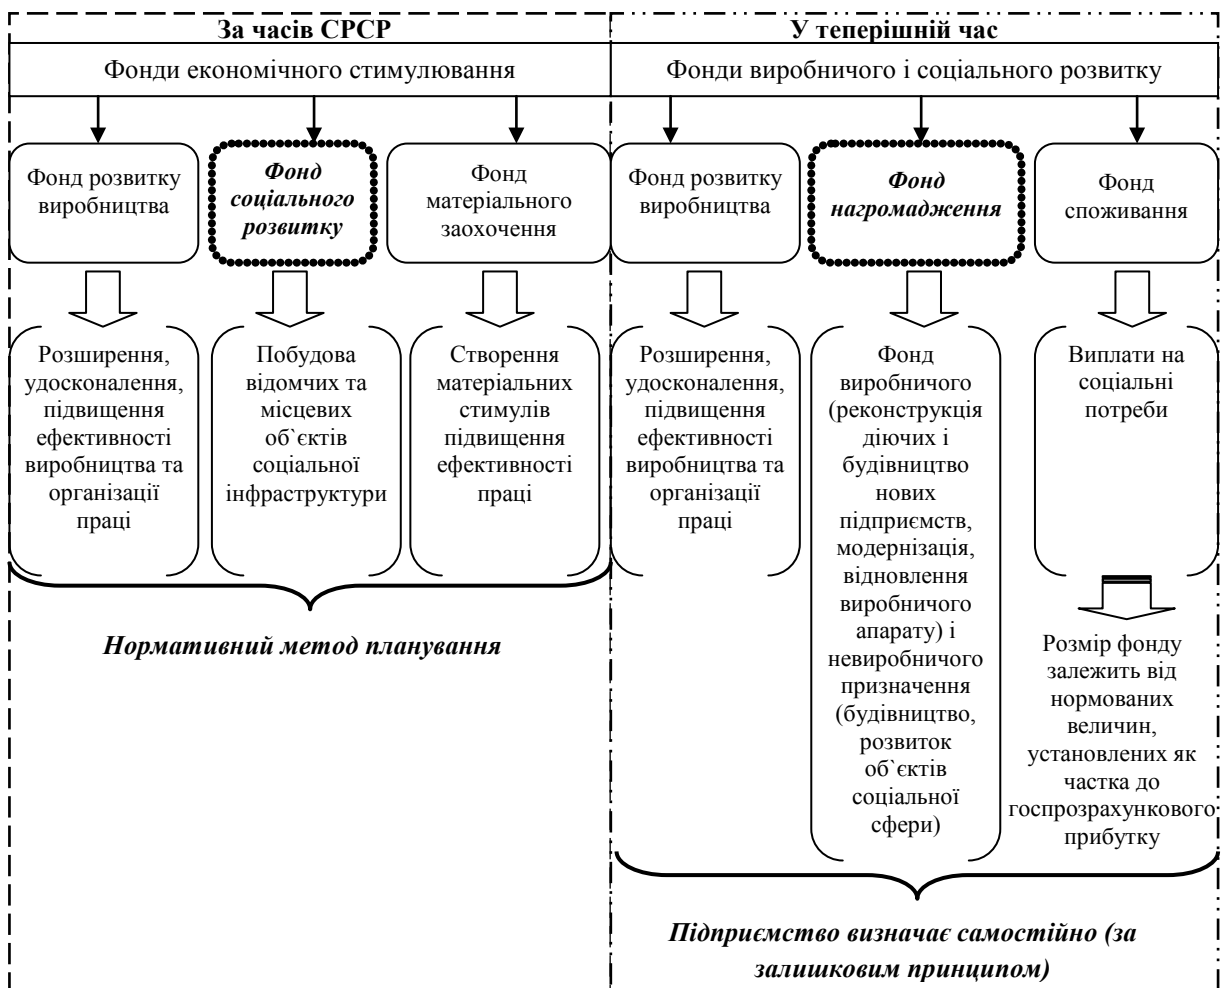 За часів СРСР
У теперішній час
Фонди економічного стимулювання
Фонди виробничого і соціального розвитку
Фонд розвитку
виробництва
Фонд
соціального
розвитку
Фонд
матеріального
заохочення
Фонд розвитку
виробництва
Фонд
нагромадження
Фонд
споживання
Розширення,
удосконалення,
підвищення
ефективності
виробництва та
організації
праці
Побудова
відомчих та
місцевих
об`єктів
соціальної
інфраструктури
Створення
матеріальних
стимулів
підвищення
ефективності
праці
Розширення,
удосконалення,
підвищення
ефективності
виробництва та
організації
праці
Фонд
виробничого
(реконструкція
діючих і
будівництво
нових
підприємств,
модернізація,
відновлення
виробничого
апарату) і
невиробничого
призначення
(будівництво,
розвиток
об`єктів
соціальної
сфери)
Виплати на
соціальні
потреби
Нормативний метод планування
Розмір фонду
залежить від
нормованих
величин,
установлених як
частка до
госпрозрахункового
прибутку
Підприємство визначає самостійно (за
залишковим принципом)